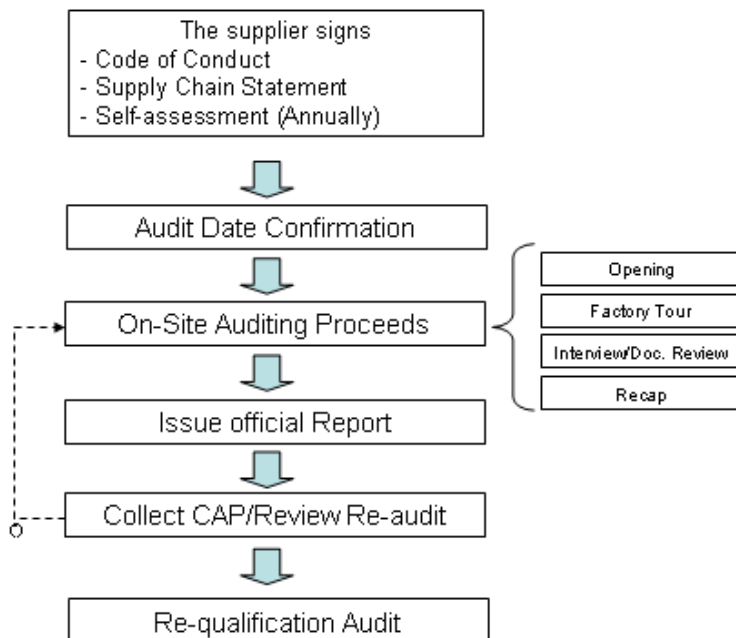 The supplier signs
- Code of Conduct
- Supply Chain Statement
- Self-assessment (Annually)
Audit Date Confirmation
On-Site Auditing Proceeds
Opening
Factory Tour
Interview/Doc. Review
Recap
Issue official Report
Collect CAP/Review Re-audit
Re-qualification Audit